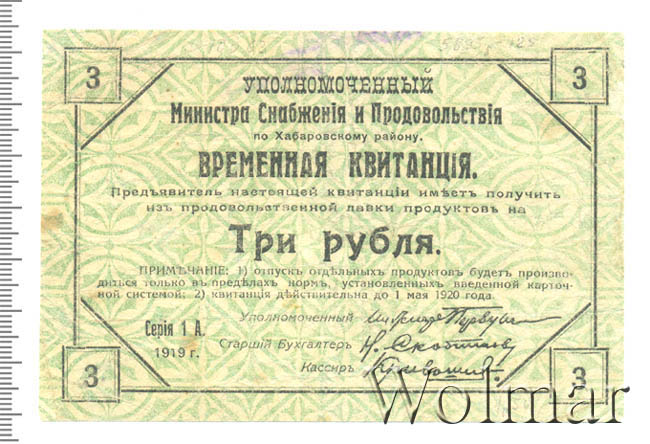 3 3
УПОЛНОМОЧЕННЫЙ
Министра Снабженія и Продовольствія
по Хабаровскому району.
ВРЕМЕННАЯ КВИТАНЦІЯ.
Предъявитель настоящей квитанціи имѣетъ получить
изъ продовольственной лавки продуктовъ на
Три рубля.
ПРИМѢЧАНІЕ: 1) отпускъ отдѣльныхъ продуктовъ будетъ произво-
диться только въ предѣлахъ нормъ, установленныхъ введенной карточ-
ной системой; 2) квитанція дѣйствительна до 1 мая 1920 года.
Серія 1 А.
1919 г.
Уполномоченный
Старшій Бухгалтеръ
Кассиръ
3 3
Wolmar